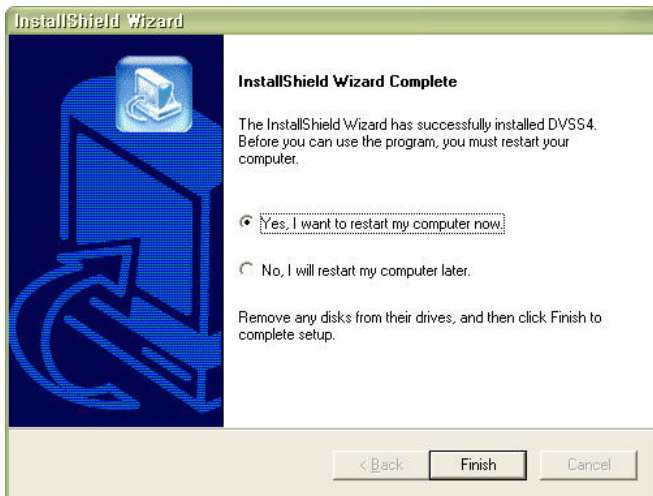 InstallShield Wizard
InstallShield Wizard Complete
The InstallShield Wizard has successfully installed DVSS4.
Before you can use the program, you must restart your
computer.
Yes, I want to restart my computer now.
No, I will restart my computer later.
Remove any disks from their drives, and then click Finish to
complete setup.
< Back Finish Cancel